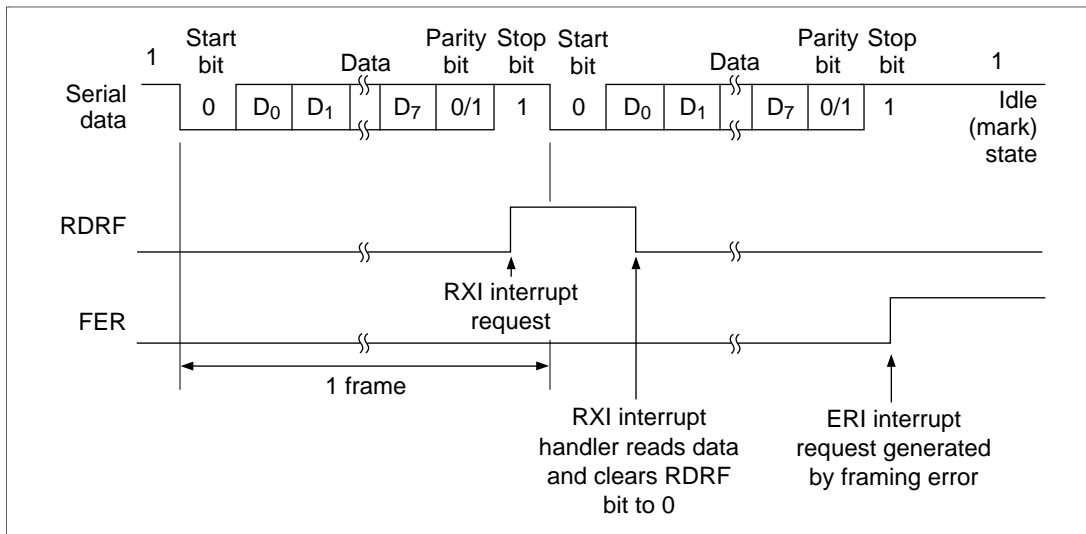 1
Start bit
Data
Parity bit
Stop bit
Start bit
Data
Parity bit
Stop bit
1
Serial data
0
D0
D1
D7
0/1
1
0
D0
D1
D7
0/1
1
Idle (mark) state
RDRF
RXI interrupt
request
FER
1 frame
RXI interrupt
handler reads data
and clears RDRF
bit to 0
ERI interrupt
request generated
by framing error